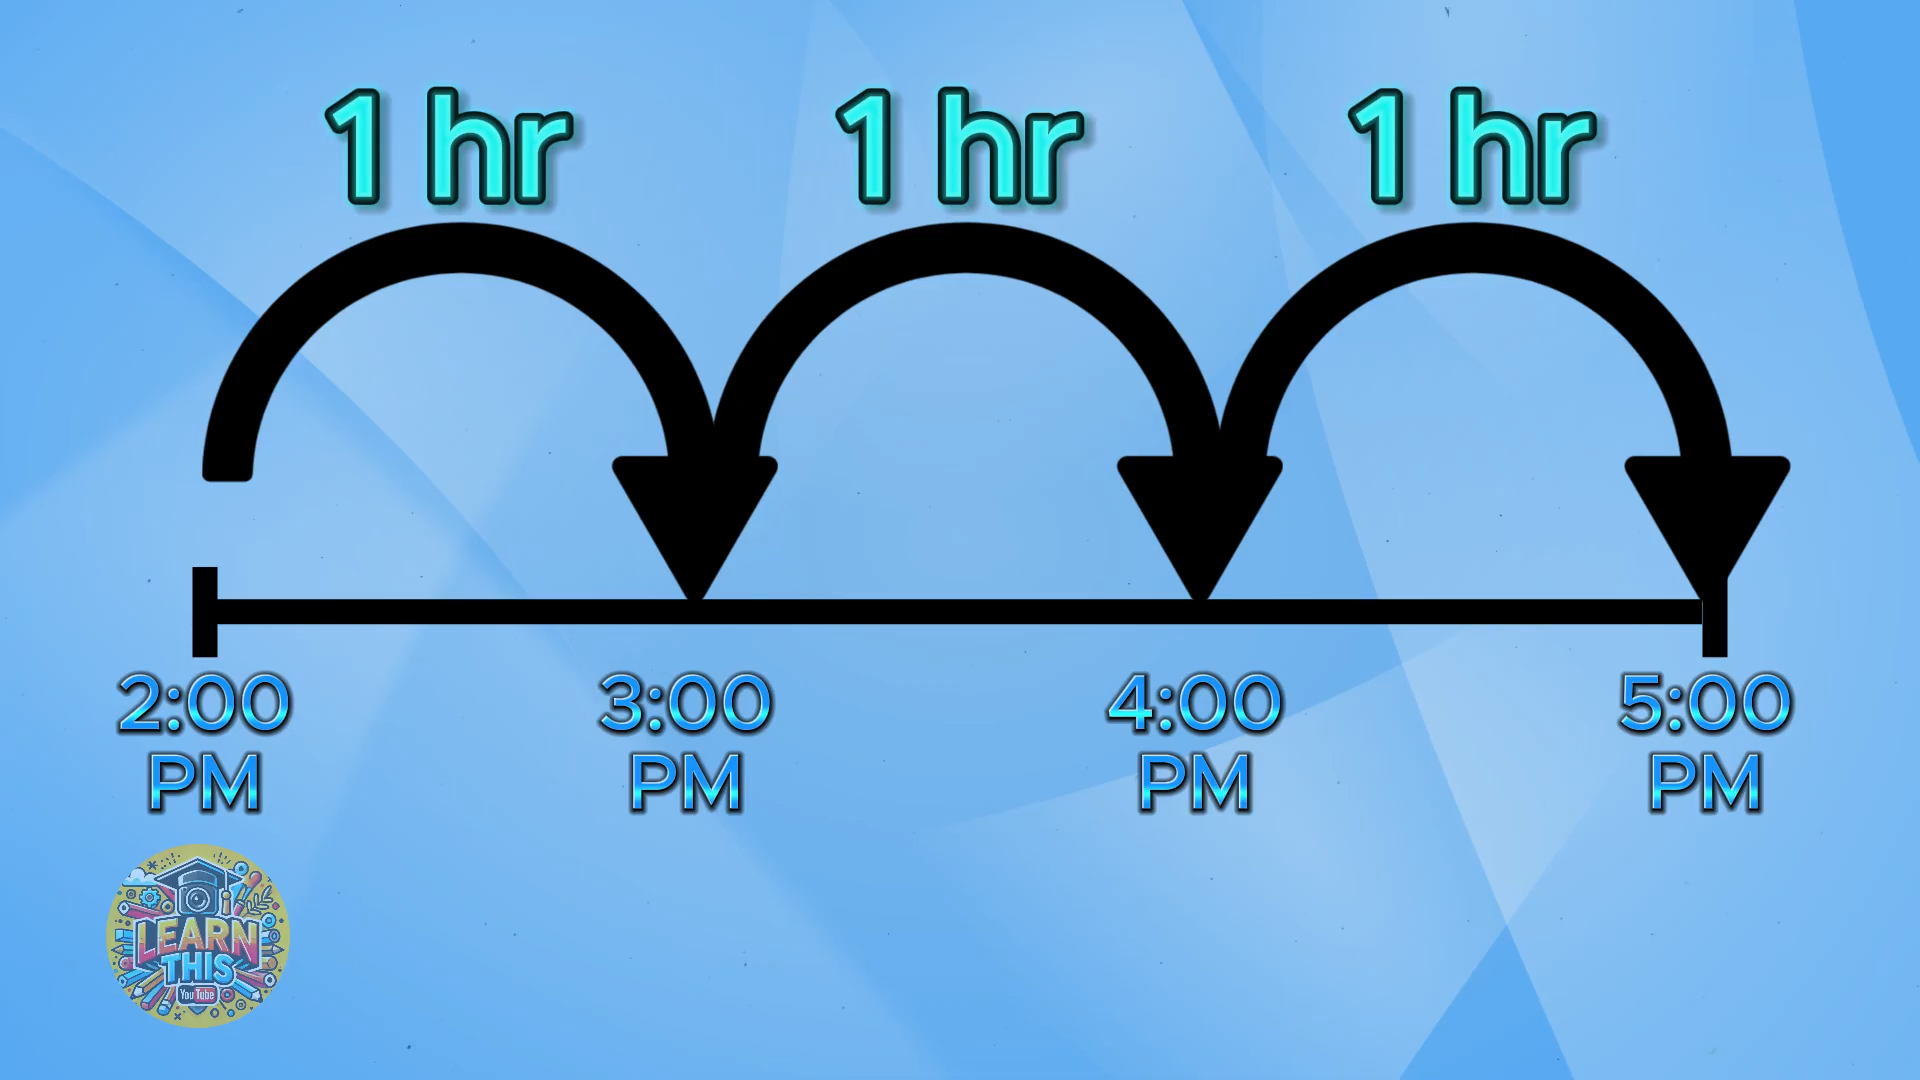 1 hr 1 hr 1 hr
2:00 3:00 4:00 5:00
PM PM PM PM
LEARN
THIS
YouTube